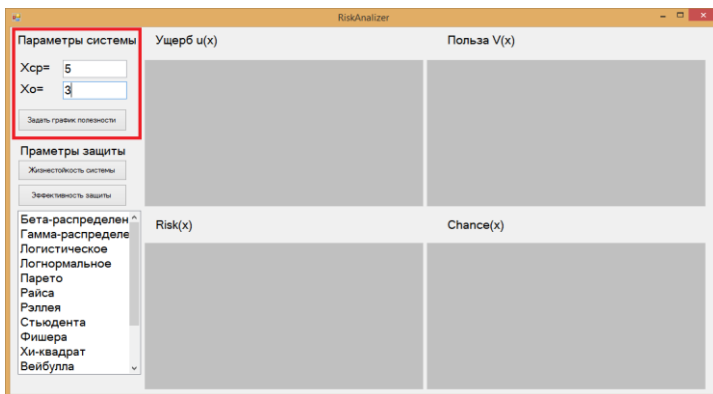 RiskAnalizer
Параметры системы
Xcp= 5
Xo= 3
Задать график полезности
Праметры защиты
Жизнестойкость системы
Эффективность защиты
Бета-распределен
Гамма-распределе
Логистическое
Логнормальное
Парето
Райса
Рэллея
Стьюдента
Фишера
Хи-квадрат
Вейбулла
Ущерб u(x)
Польза V(x)
Risk(x)
Chance(x)